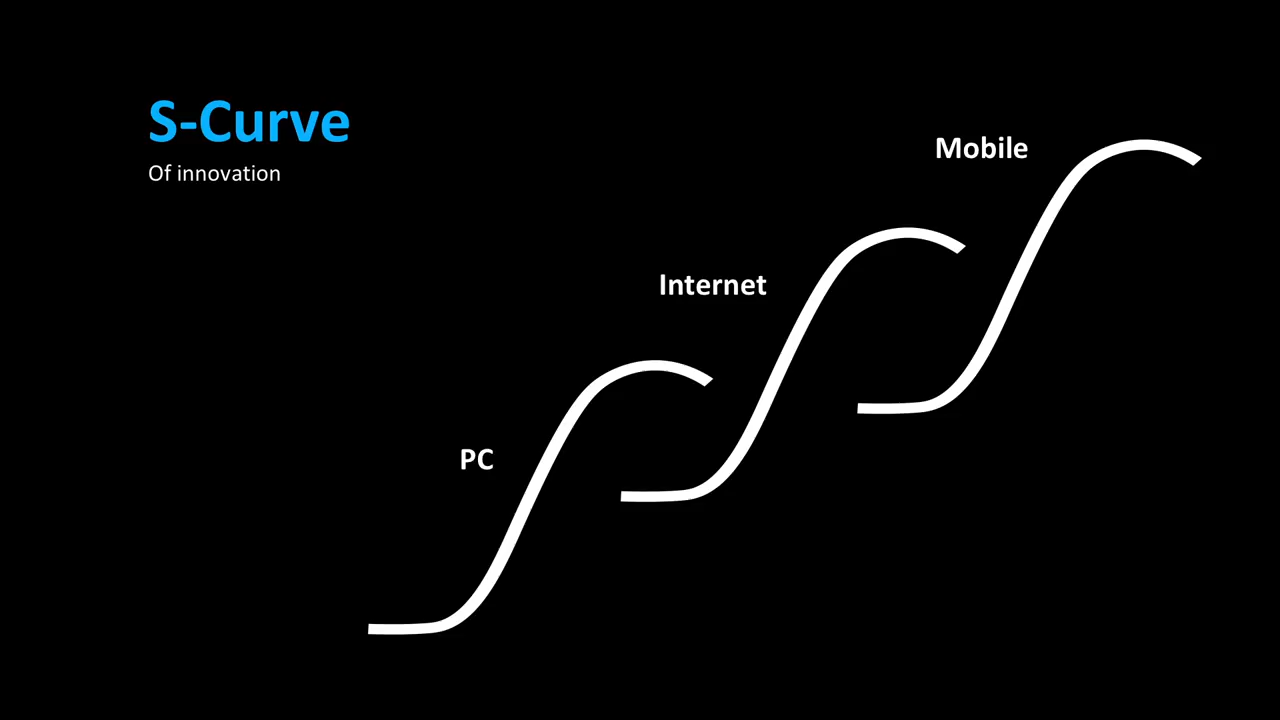 S-Curve
Of innovation
Mobile
Internet
PC